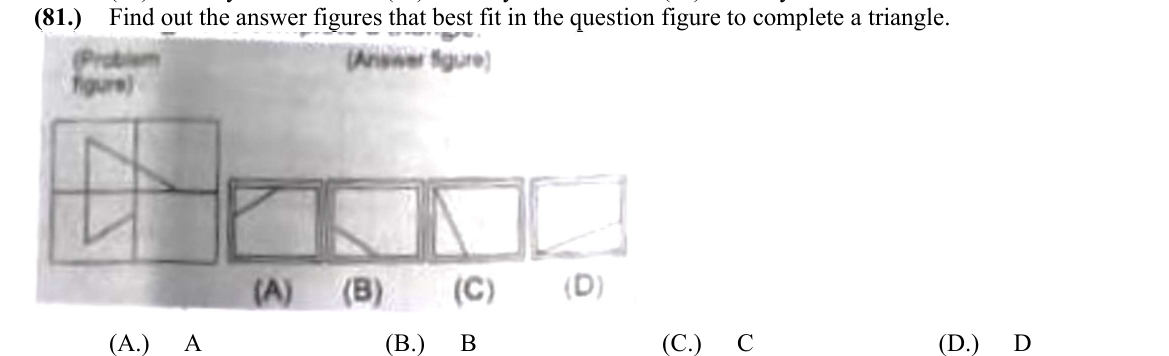 (81.) Find out the answer figures that best fit in the question figure to complete a triangle.
(Problem (Answer figure)
figure)
(A) (B) (C) (D)
(A.) A (B.) B (C.) C (D.) D